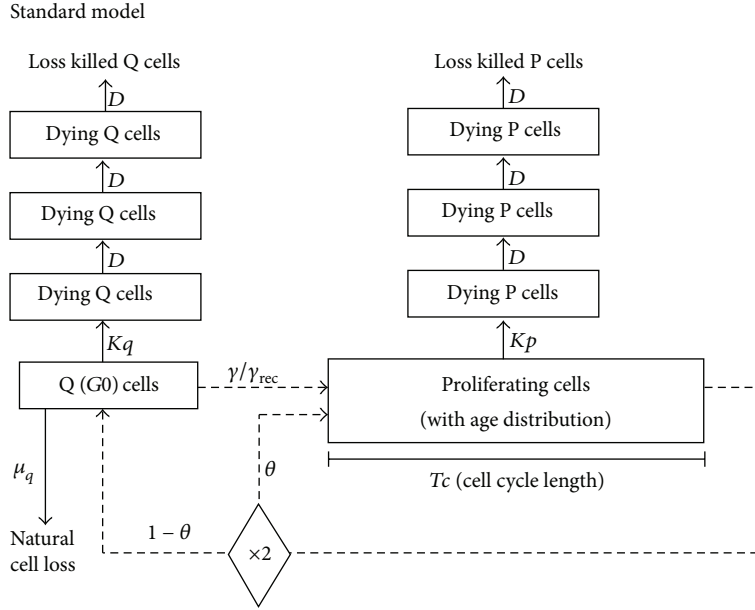 Standard model
Loss killed Q cells
Loss killed P cells
D
D
Dying Q cells
Dying P cells
D
D
Dying Q cells
Dying P cells
D
D
Dying Q cells
Dying P cells
Kq
Kp
Q (G0) cells
γ/γrec
Proliferating cells
(with age distribution)
μq
θ
Tc (cell cycle length)
1 − θ
Natural
cell loss
×2